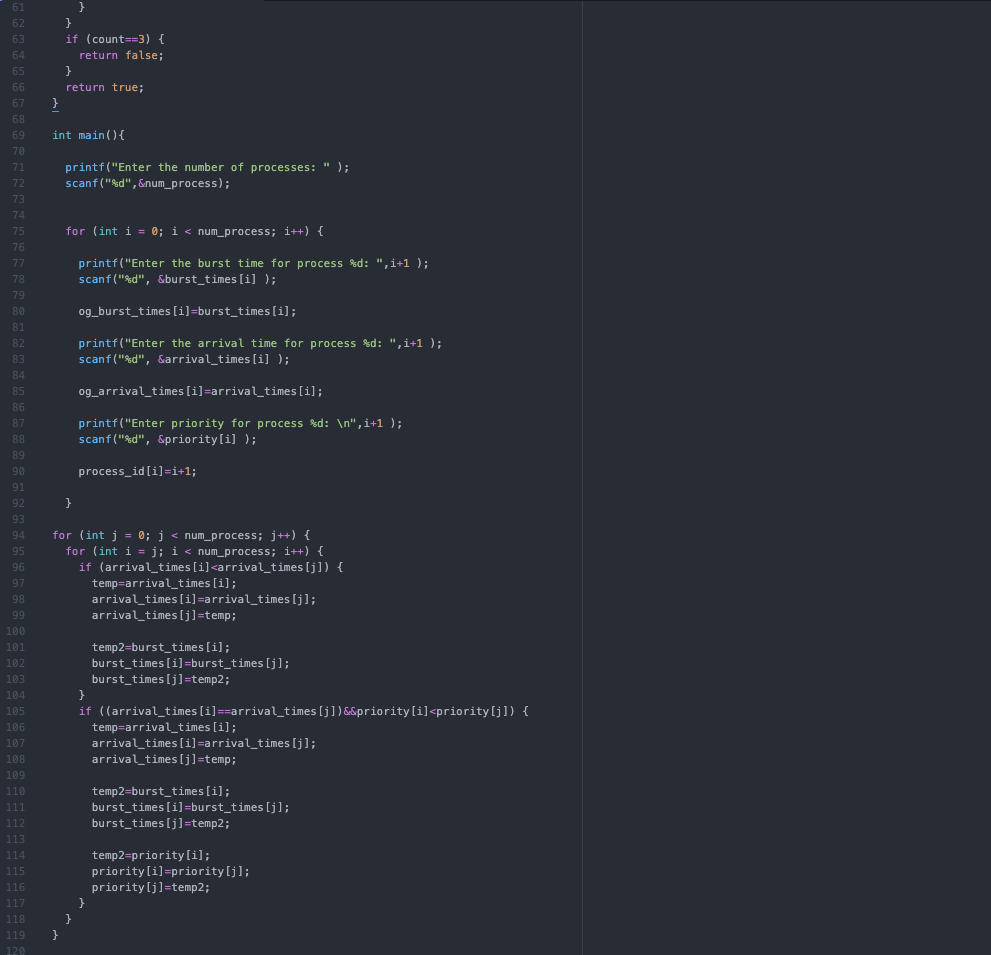 61 }
62 }
63 if (count==3) {
64 return false;
65 }
66 return true;
67 }
68
69 int main(){
70
71 printf("Enter the number of processes: " );
72 scanf("%d",&num_process);
73
74
75 for (int i = 0; i < num_process; i++) {
76
77 printf("Enter the burst time for process %d: ",i+1 );
78 scanf("%d", &burst_times[i] );
79
80 og_burst_times[i]=burst_times[i];
81
82 printf("Enter the arrival time for process %d: ",i+1 );
83 scanf("%d", &arrival_times[i] );
84
85 og_arrival_times[i]=arrival_times[i];
86
87 printf("Enter priority for process %d: \n",i+1 );
88 scanf("%d", &priority[i] );
89
90 process_id[i]=i+1;
91
92 }
93
94 for (int j = 0; j < num_process; j++) {
95 for (int i = j; i < num_process; i++) {
96 if (arrival_times[i]<arrival_times[j]) {
97 temp=arrival_times[i];
98 arrival_times[i]=arrival_times[j];
99 arrival_times[j]=temp;
100
101 temp2=burst_times[i];
102 burst_times[i]=burst_times[j];
103 burst_times[j]=temp2;
104 }
105 if ((arrival_times[i]==arrival_times[j])&&priority[i]<priority[j]) {
106 temp=arrival_times[i];
107 arrival_times[i]=arrival_times[j];
108 arrival_times[j]=temp;
109
110 temp2=burst_times[i];
111 burst_times[i]=burst_times[j];
112 burst_times[j]=temp2;
113
114 temp2=priority[i];
115 priority[i]=priority[j];
116 priority[j]=temp2;
117 }
118 }
119 }
120